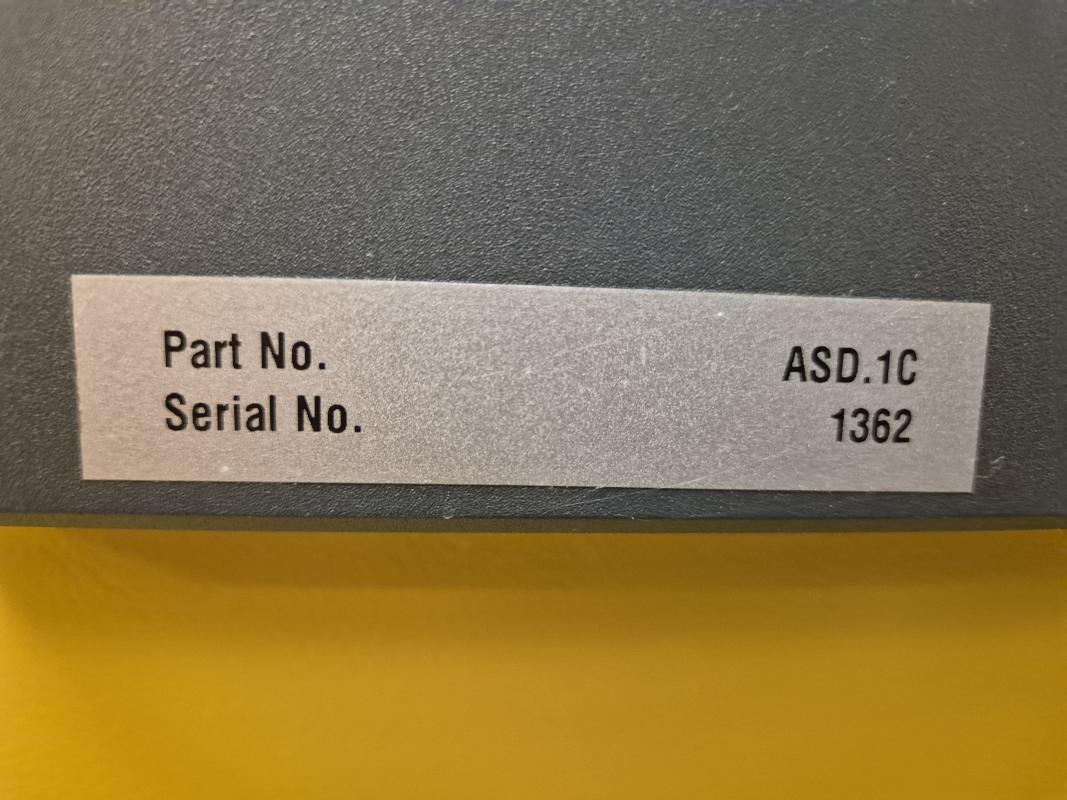 Part No. ASD.1C
Serial No. 1362